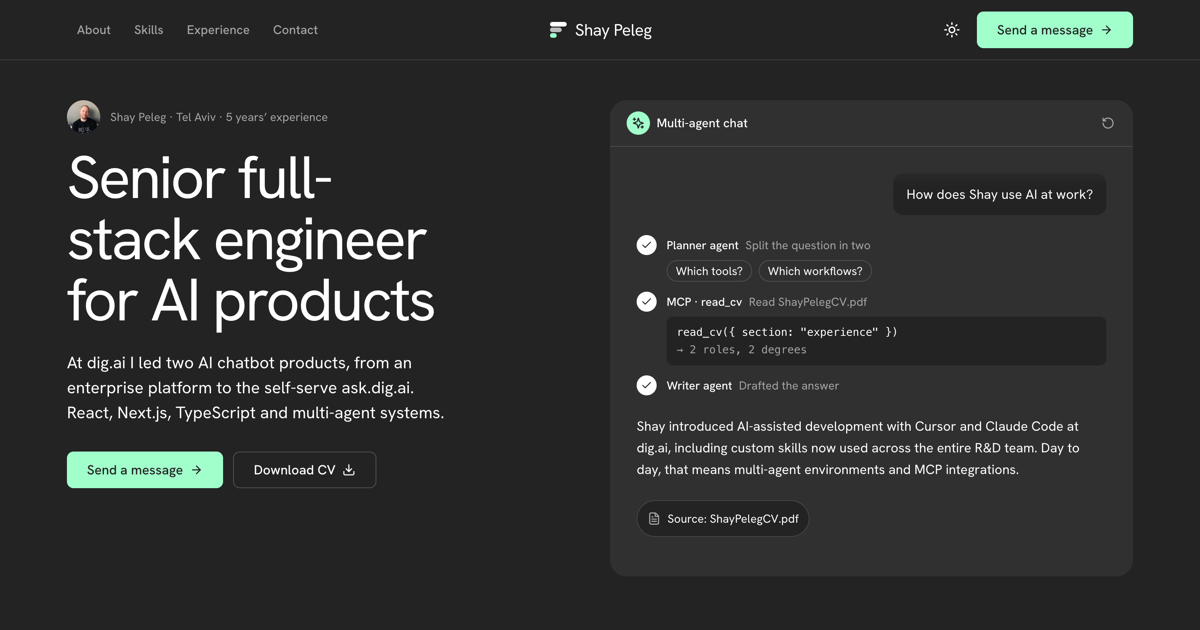 About Skills Experience Contact
Shay Peleg
Send a message →
Shay Peleg · Tel Aviv · 5 years’ experience
Senior full-
stack engineer
for AI products
At dig.ai I led two AI chatbot products, from an
enterprise platform to the self-serve ask.dig.ai.
React, Next.js, TypeScript and multi-agent systems.
Send a message →
Download CV
Multi-agent chat
How does Shay use AI at work?
Planner agent Split the question in two
Which tools? Which workflows?
MCP · read_cv Read ShayPelegCV.pdf
read_cv({ section: "experience" })
→ 2 roles, 2 degrees
Writer agent Drafted the answer
Shay introduced AI-assisted development with Cursor and Claude Code at
dig.ai, including custom skills now used across the entire R&D team. Day to
day, that means multi-agent environments and MCP integrations.
Source: ShayPelegCV.pdf